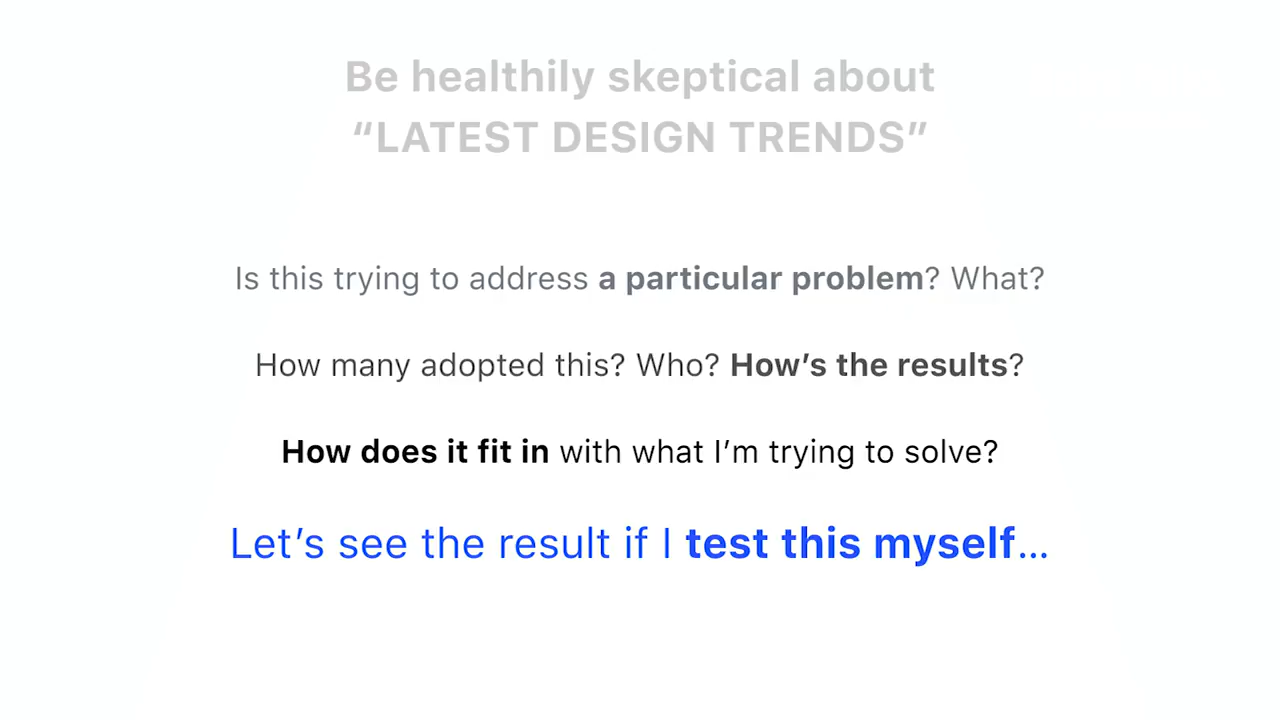 Be healthily skeptical about
“LATEST DESIGN TRENDS”
Is this trying to address a particular problem? What?
How many adopted this? Who? How’s the results?
How does it fit in with what I’m trying to solve?
Let’s see the result if I test this myself...